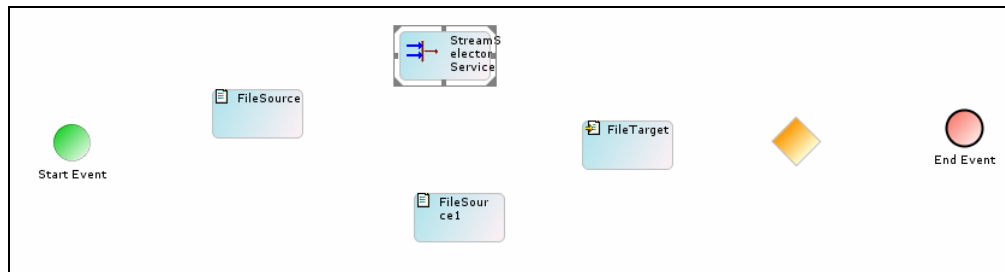 StreamS
elector
Service
FileSource
FileTarget
Start Event
End Event
FileSour
ce1